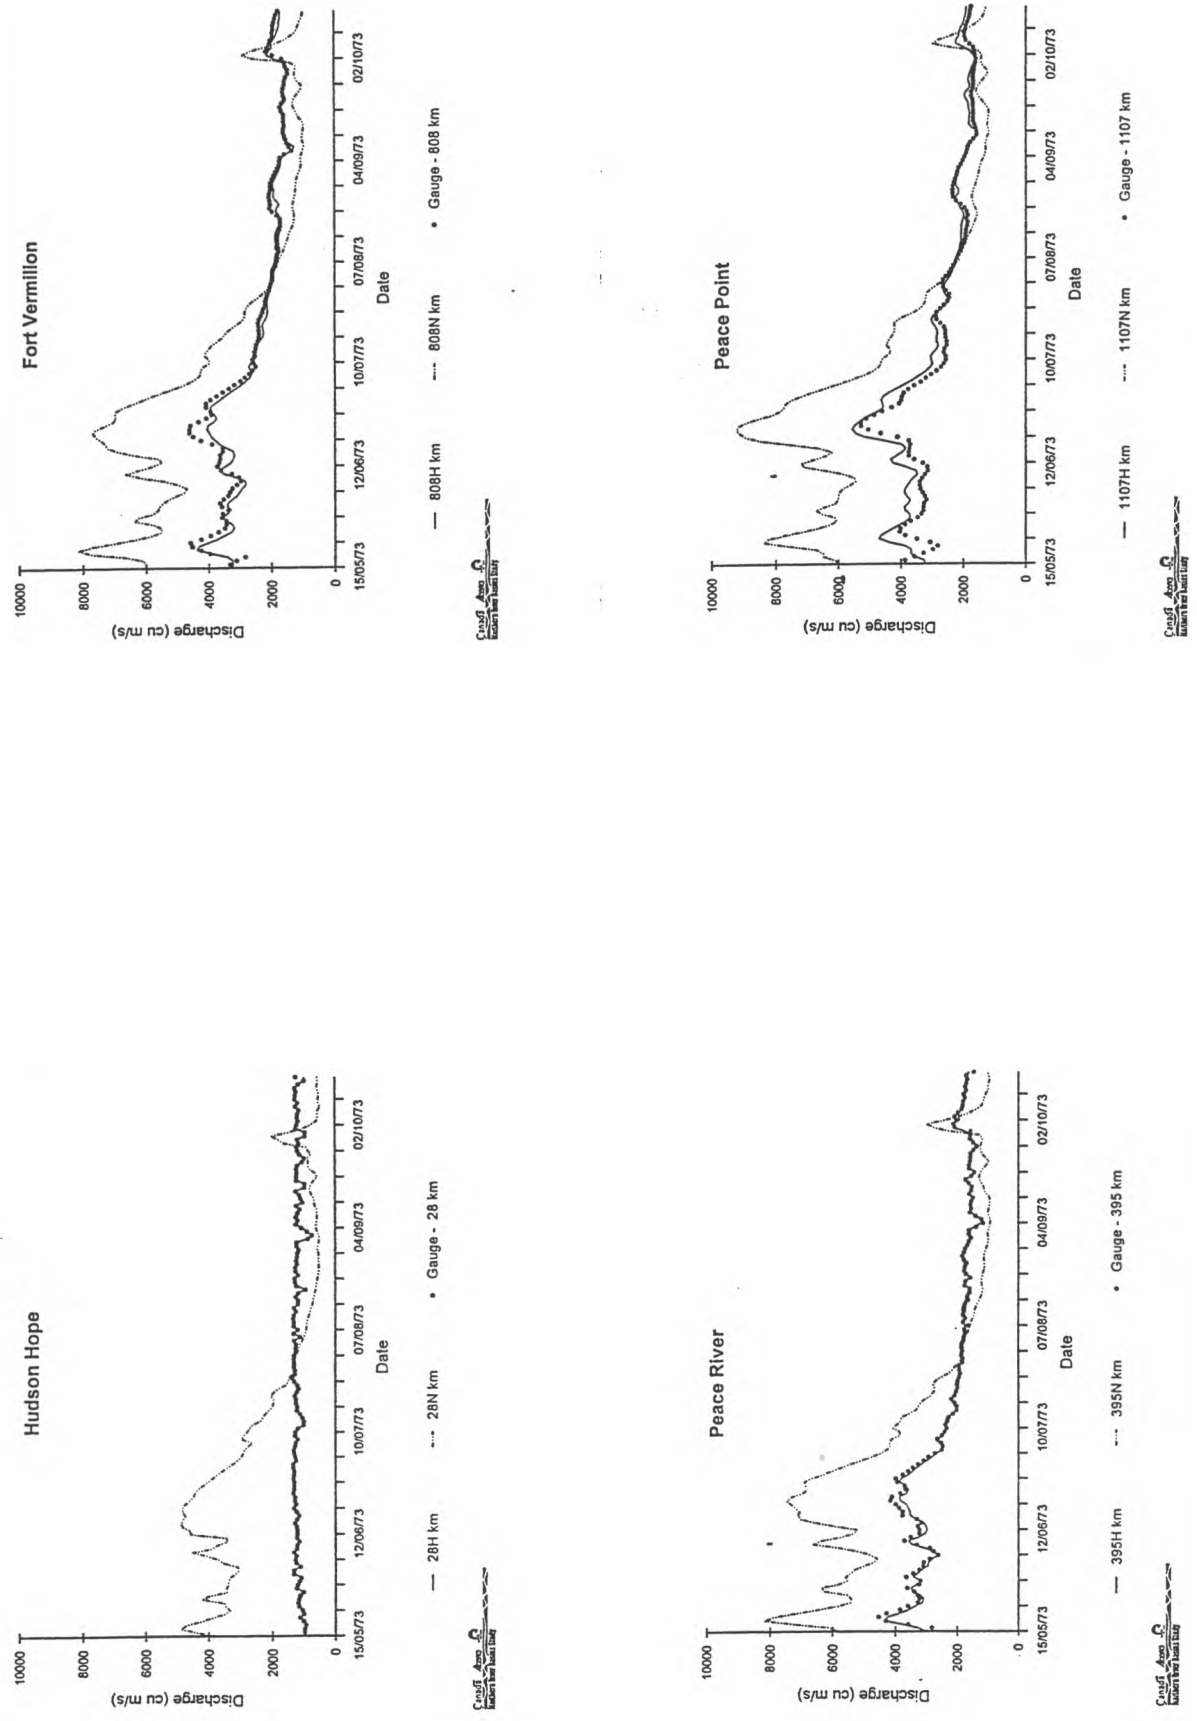 Hudson Hope
Discharge (cu m/s)
10000
8000
6000
4000
2000
0
15/05/73 12/06/73 10/07/73 07/08/73 04/09/73 02/10/73
Date
28H km 28N km Gauge - 28 km
Fort Vermilion
Discharge (cu m/s)
10000
8000
6000
4000
2000
0
15/05/73 12/06/73 10/07/73 07/08/73 04/09/73 02/10/73
Date
808H km 808N km Gauge - 808 km
Peace River
Discharge (cu m/s)
10000
8000
6000
4000
2000
0
15/05/73 12/06/73 10/07/73 07/08/73 04/09/73 02/10/73
Date
395H km 395N km Gauge - 395 km
Peace Point
Discharge (cu m/s)
10000
8000
6000
4000
2000
0
15/05/73 12/06/73 10/07/73 07/08/73 04/09/73 02/10/73
Date
1107H km 1107N km Gauge - 1107 km